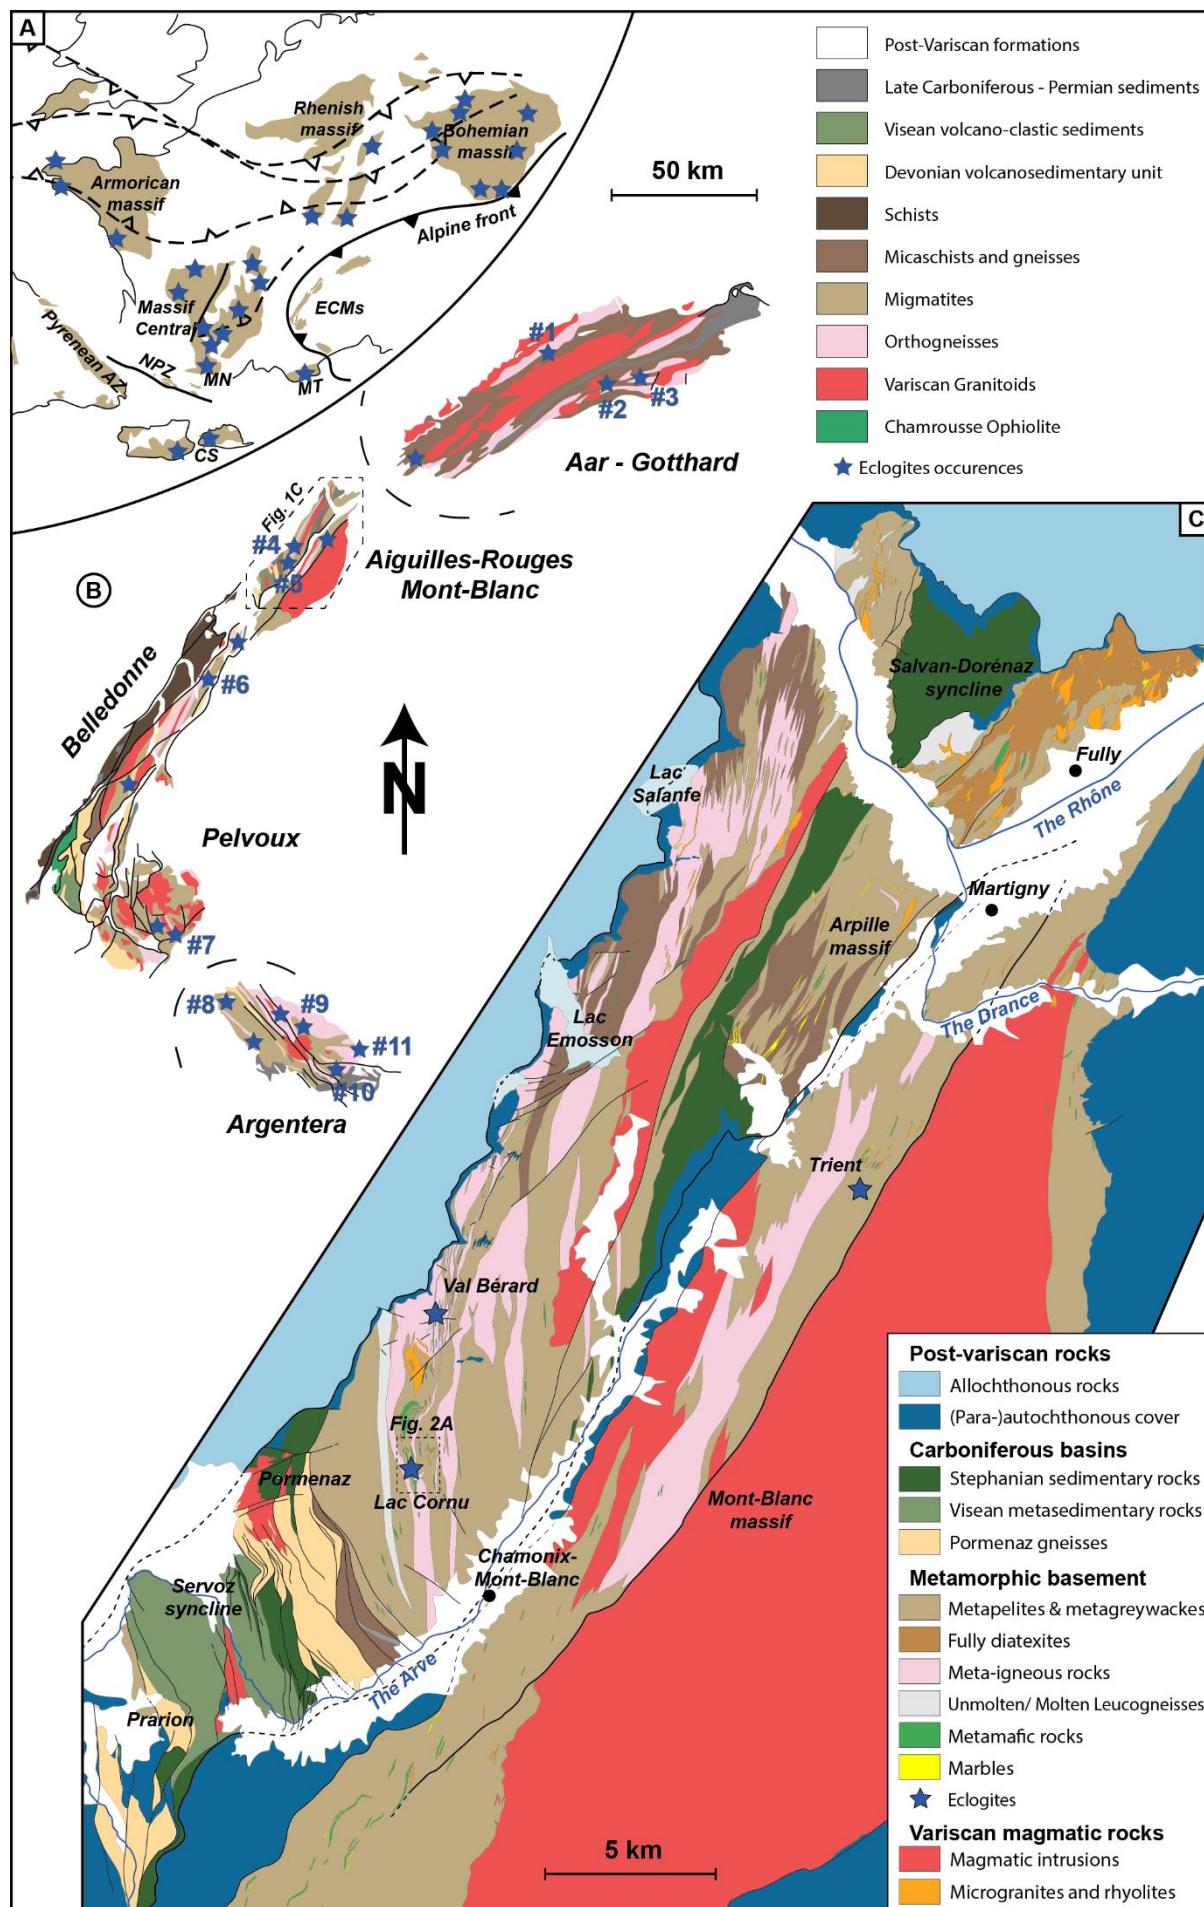 A
Rhenish
massif
Bohemian
massif
Armorican
massif
Alpine front
Massif
Central
ECMs
Pyrenean AZ
NPZ
MN
MT
CS
50 km
Post-Variscan formations
Late Carboniferous - Permian sediments
Visean volcano-clastic sediments
Devonian volcanosedimentary unit
Schists
Micaschists and gneisses
Migmatites
Orthogneisses
Variscan Granitoids
Chamrousse Ophiolite
Eclogites occurences
#1
#2
#3
Aar - Gotthard
B
Fig. 1C
#4
#5
Aiguilles-Rouges
Mont-Blanc
Belledonne
#6
N
Pelvoux
#7
#8
#9
#11
#10
Argentera
C
Salvan-Dorénaz
syncline
Fully
The Rhône
Lac
Salanfe
Martigny
Arpille
massif
The Drance
Lac
Emosson
Trient
Val Bérard
Fig. 2A
Lac Cornu
Pormenaz
Mont-Blanc
massif
Chamonix-
Mont-Blanc
Servoz
syncline
The Arve
Prarion
5 km
Post-variscan rocks
Allochthonous rocks
(Para-)autochthonous cover
Carboniferous basins
Stephanian sedimentary rocks
Visean metasedimentary rocks
Pormenaz gneisses
Metamorphic basement
Metapelites & metagreywackes
Fully diatexites
Meta-igneous rocks
Unmolten/ Molten Leucogneisses
Metamafic rocks
Marbles
Eclogites
Variscan magmatic rocks
Magmatic intrusions
Microgranites and rhyolites